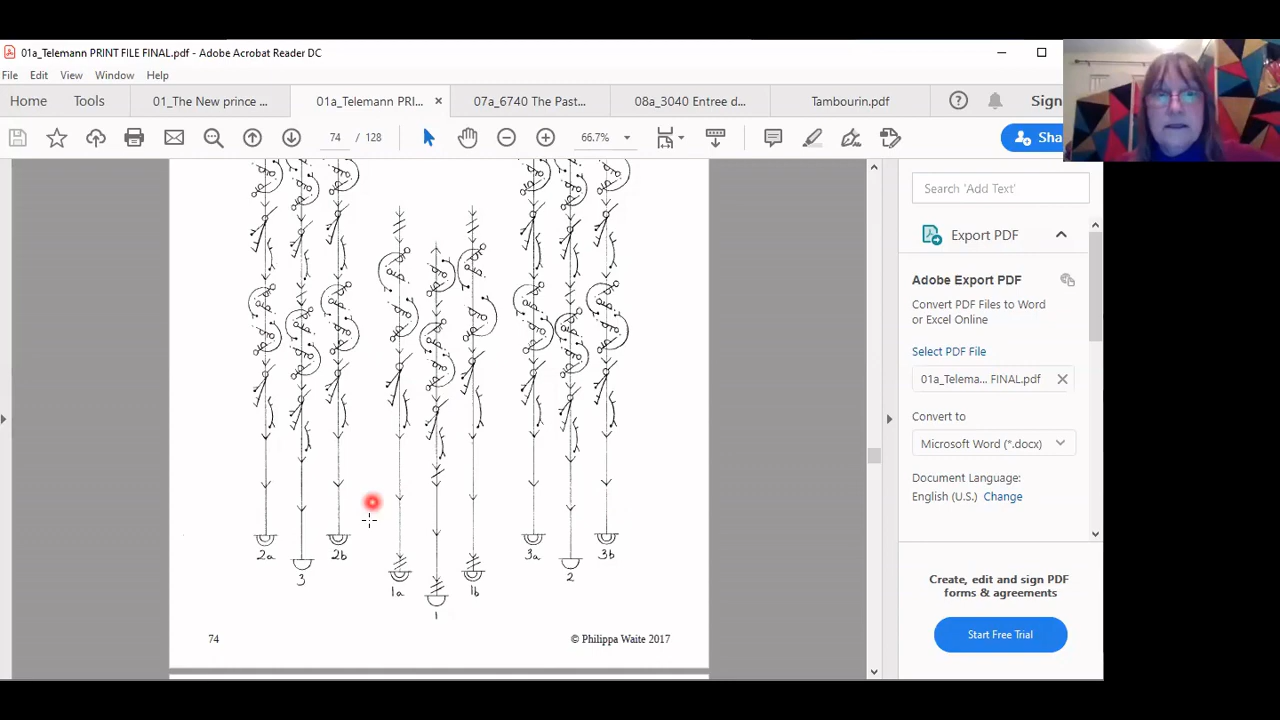 01a_Telemann PRINT FILE FINAL.pdf - Adobe Acrobat Reader DC
File Edit View Window Help
Home Tools 01_The New prince ... 01a_Telemann PRI... 07a_6740 The Past... 08a_3040 Entree d... Tambourin.pdf Sign
74 / 128 66.7% Sha
Search 'Add Text'
Export PDF
Adobe Export PDF
Convert PDF Files to Word
or Excel Online
Select PDF File
01a_Telema... FINAL.pdf
Convert to
Microsoft Word (*.docx)
Document Language:
English (U.S.) Change
Create, edit and sign PDF
forms & agreements
Start Free Trial
2a 3 2b 1a 1 1b 3a 2 3b
74 © Philippa Waite 2017